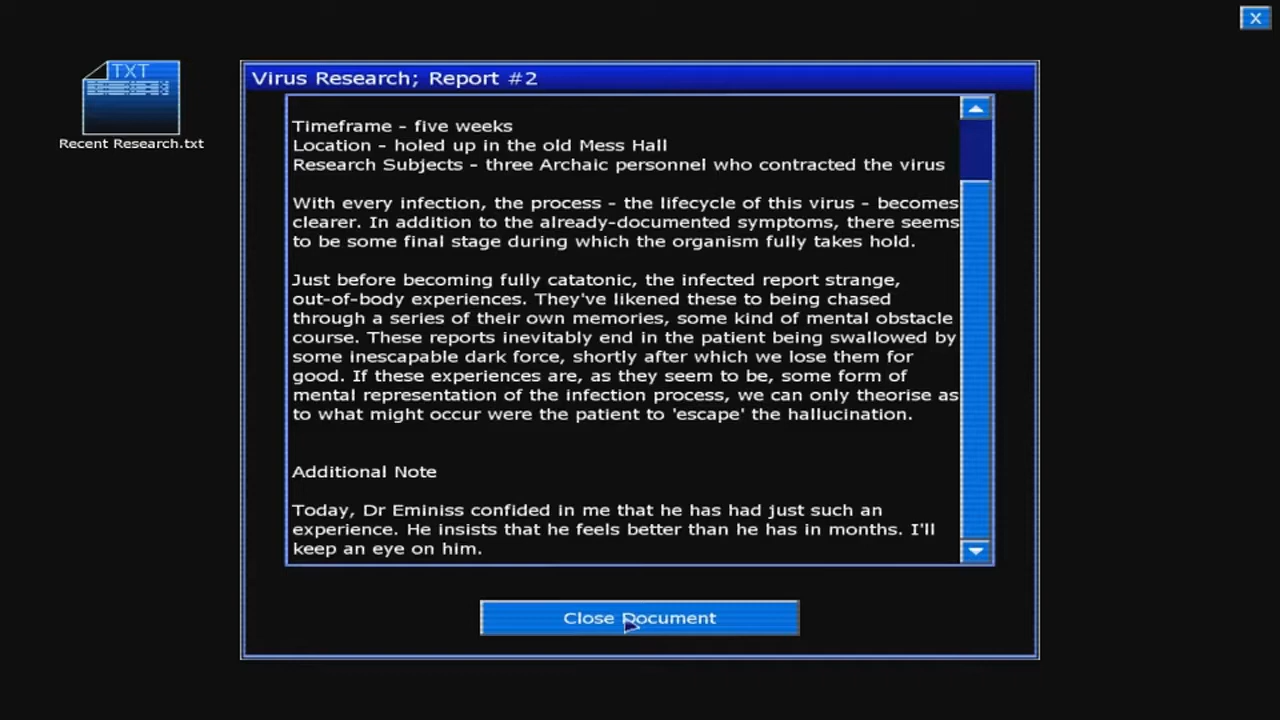 X
TXT
Recent Research.txt
Virus Research; Report #2
Timeframe - five weeks
Location - holed up in the old Mess Hall
Research Subjects - three Archaic personnel who contracted the virus
With every infection, the process - the lifecycle of this virus - becomes
clearer. In addition to the already-documented symptoms, there seems
to be some final stage during which the organism fully takes hold.
Just before becoming fully catatonic, the infected report strange,
out-of-body experiences. They've likened these to being chased
through a series of their own memories, some kind of mental obstacle
course. These reports inevitably end in the patient being swallowed by
some inescapable dark force, shortly after which we lose them for
good. If these experiences are, as they seem to be, some form of
mental representation of the infection process, we can only theorise as
to what might occur were the patient to 'escape' the hallucination.
Additional Note
Today, Dr Eminiss confided in me that he has had just such an
experience. He insists that he feels better than he has in months. I'll
keep an eye on him.
Close Document